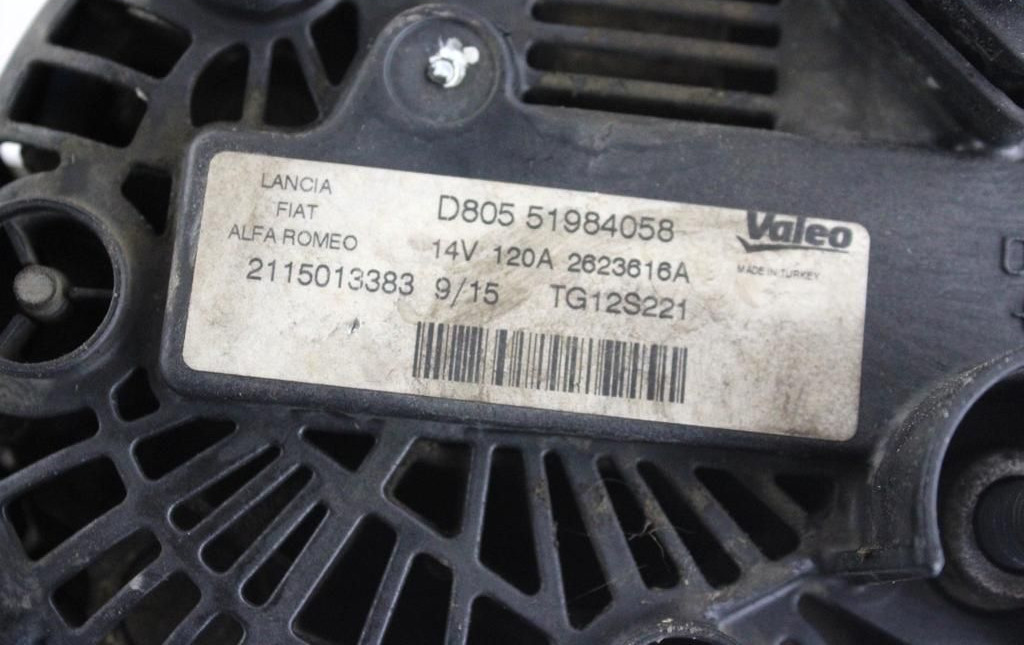 LANCIA
FIAT
ALFA ROMEO
D805 51984058
14V 120A 2623616A
2115013383 9/15 TG12S221
Valeo
MADE IN TURKEY